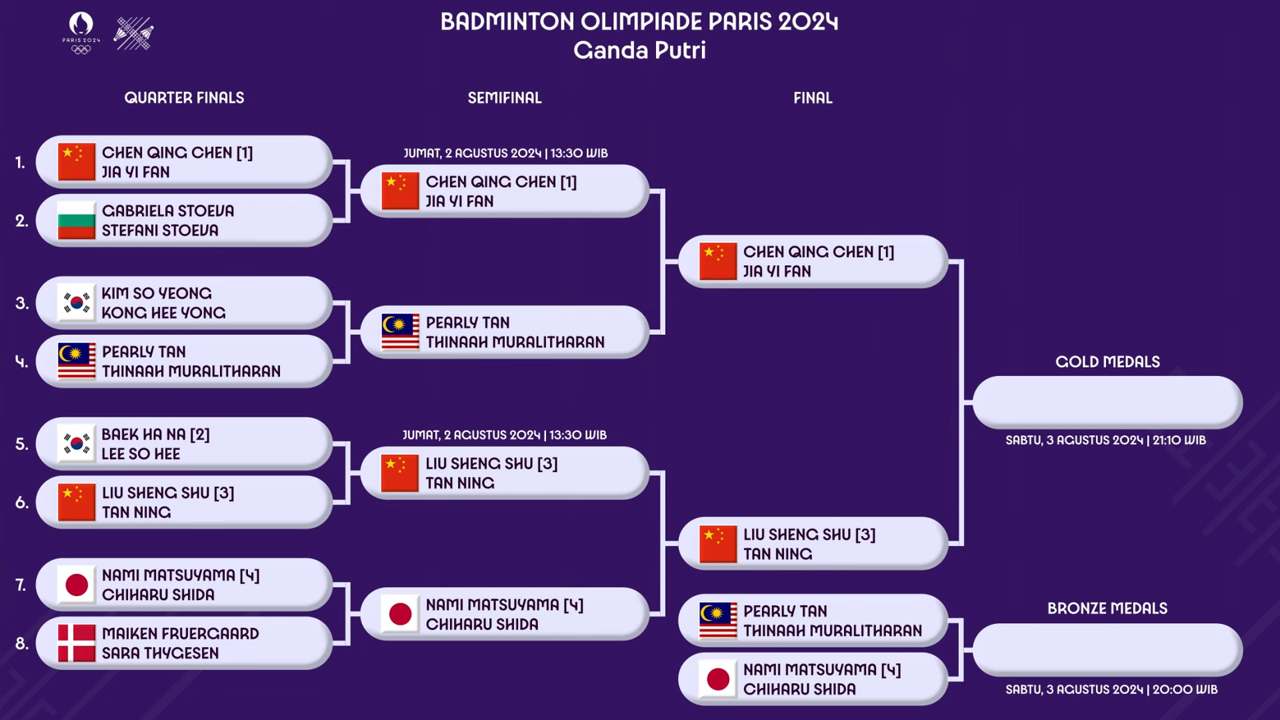 PARIS 2024
BADMINTON OLIMPIADE PARIS 2024
Ganda Putri
QUARTER FINALS
SEMIFINAL
FINAL
1.
CHEN QING CHEN [1]
JIA YI FAN
2.
GABRIELA STOEVA
STEFANI STOEVA
3.
KIM SO YEONG
KONG HEE YONG
4.
PEARLY TAN
THINAAH MURALITHARAN
5.
BAEK HA NA [2]
LEE SO HEE
6.
LIU SHENG SHU [3]
TAN NING
7.
NAMI MATSUYAMA [4]
CHIHARU SHIDA
8.
MAIKEN FRUERGAARD
SARA THYGESEN
JUMAT, 2 AGUSTUS 2024 | 13:30 WIB
CHEN QING CHEN [1]
JIA YI FAN
PEARLY TAN
THINAAH MURALITHARAN
JUMAT, 2 AGUSTUS 2024 | 13:30 WIB
LIU SHENG SHU [3]
TAN NING
NAMI MATSUYAMA [4]
CHIHARU SHIDA
CHEN QING CHEN [1]
JIA YI FAN
LIU SHENG SHU [3]
TAN NING
PEARLY TAN
THINAAH MURALITHARAN
NAMI MATSUYAMA [4]
CHIHARU SHIDA
GOLD MEDALS
SABTU, 3 AGUSTUS 2024 | 21:10 WIB
BRONZE MEDALS
SABTU, 3 AGUSTUS 2024 | 20:00 WIB